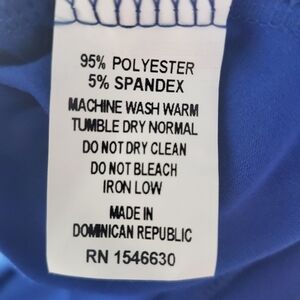 95% POLYESTER
5% SPANDEX
MACHINE WASH WARM
TUMBLE DRY NORMAL
DO NOT DRY CLEAN
DO NOT BLEACH
IRON LOW
MADE IN
DOMINICAN REPUBLIC
RN 1546630